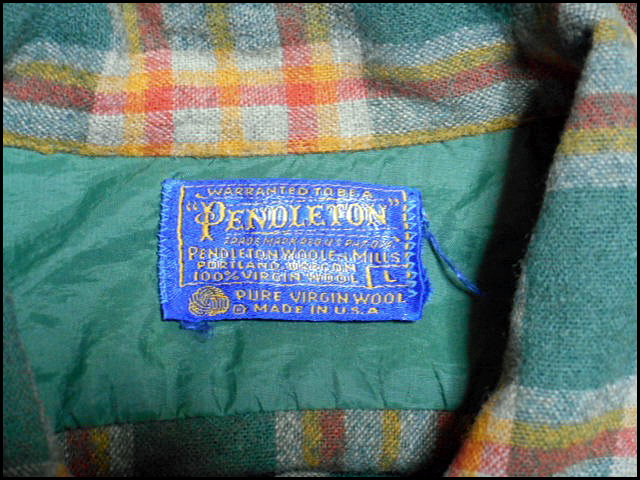 WARRANTED TO BE A
"PENDLETON"
TRADE MARK REG. U.S. PAT. OFF.
PENDLETON WOOLEN MILLS
PORTLAND, OREGON
100% VIRGIN WOOL L
PURE VIRGIN WOOL
R MADE IN U.S.A